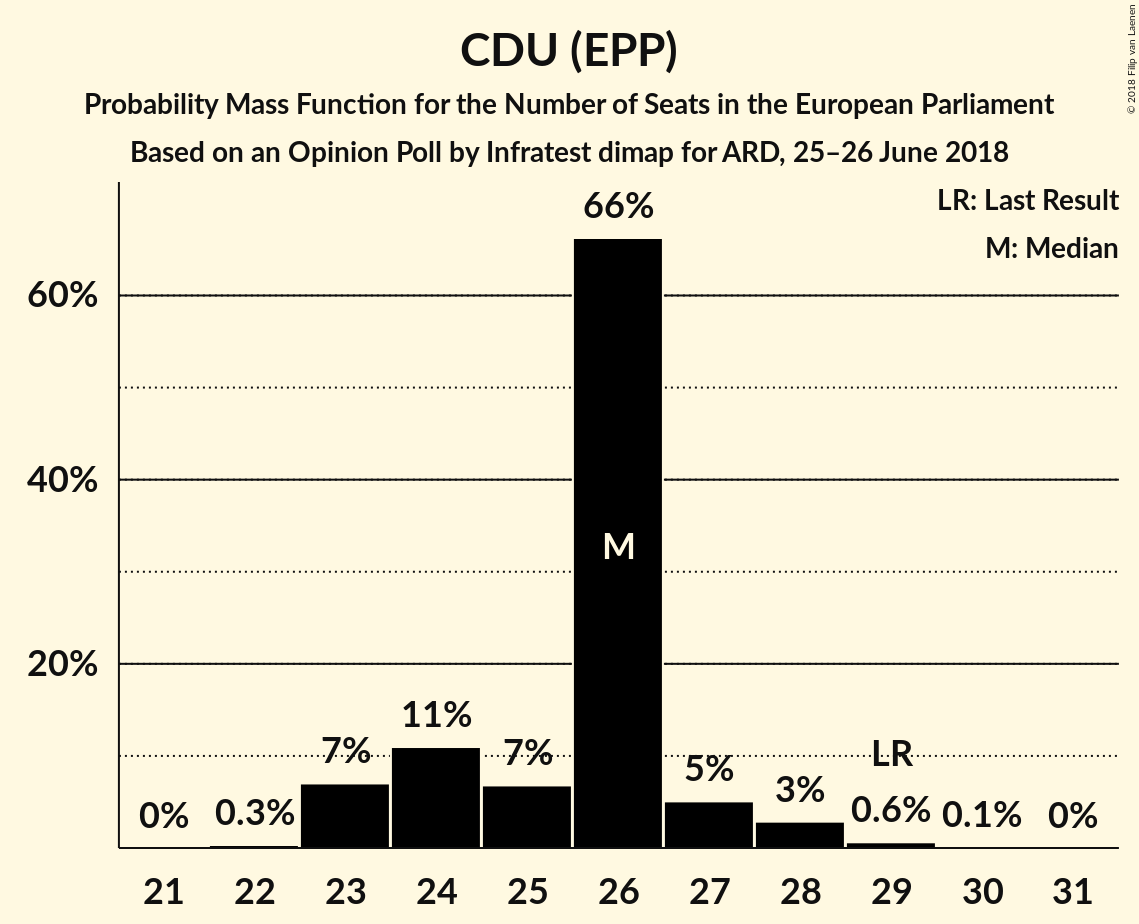 CDU (EPP)
Probability Mass Function for the Number of Seats in the European Parliament
Based on an Opinion Poll by Infratest dimap for ARD, 25–26 June 2018
© 2018 Filip van Laenen
LR: Last Result
M: Median
66%
60%
40%
M
20%
11%
7%
7%
5%
3%
LR
0%
0.3%
0.6%
0.1%
0%
21 22 23 24 25 26 27 28 29 30 31